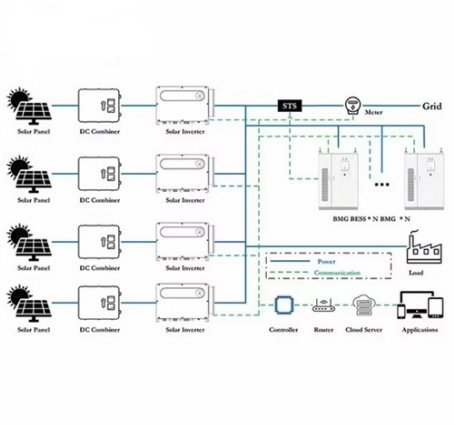 STS
Meter
Grid
Solar Panel
DC Combiner
Solar Inverter
Solar Panel
DC Combiner
Solar Inverter
BMG BESS * N BMG * N
Solar Panel
DC Combiner
Solar Inverter
Power
Communication
Load
Solar Panel
DC Combiner
Solar Inverter
Controller
Router
Cloud Server
Applications